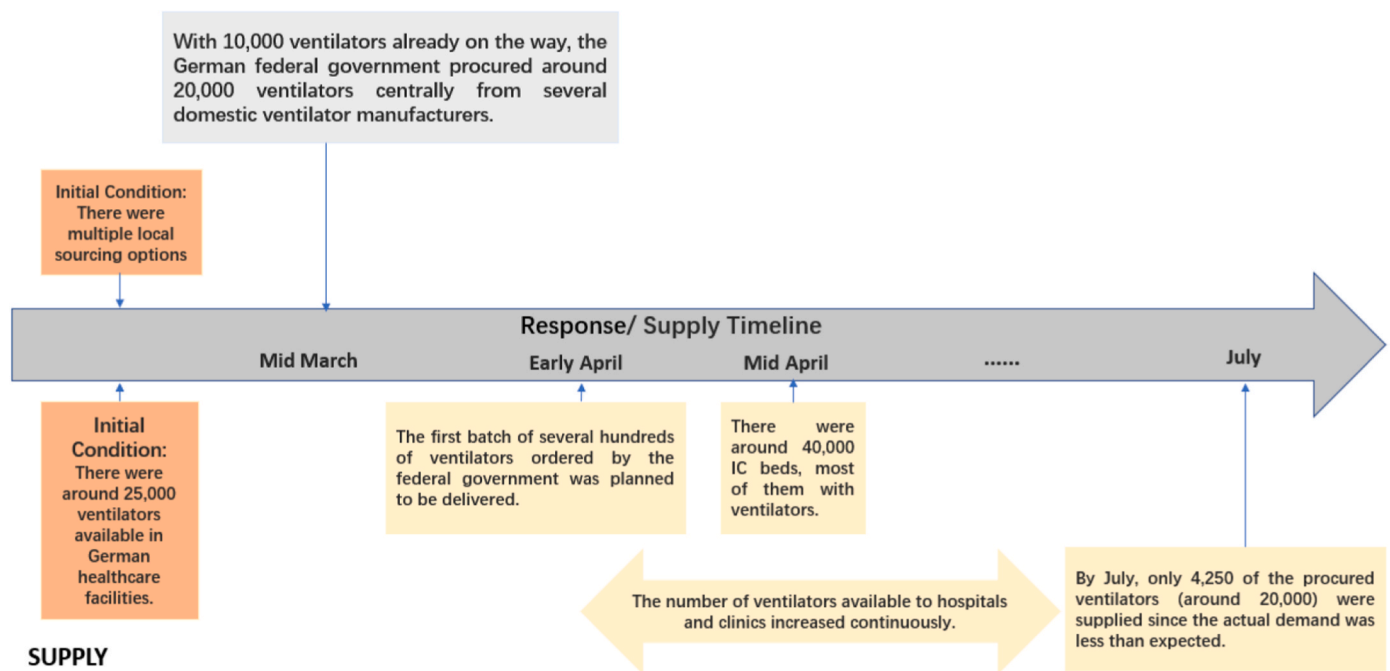 With 10,000 ventilators already on the way, the
German federal government procured around
20,000 ventilators centrally from several
domestic ventilator manufacturers.
Initial Condition:
There were
multiple local
sourcing options
Response/ Supply Timeline
Mid March
Early April
Mid April
......
July
Initial
Condition:
There were
around 25,000
ventilators
available in
German
healthcare
facilities.
The first batch of several hundreds
of ventilators ordered by the
federal government was planned
to be delivered.
There were
around 40,000
IC beds, most
of them with
ventilators.
The number of ventilators available to hospitals
and clinics increased continuously.
By July, only 4,250 of the procured
ventilators (around 20,000) were
supplied since the actual demand was
less than expected.
SUPPLY